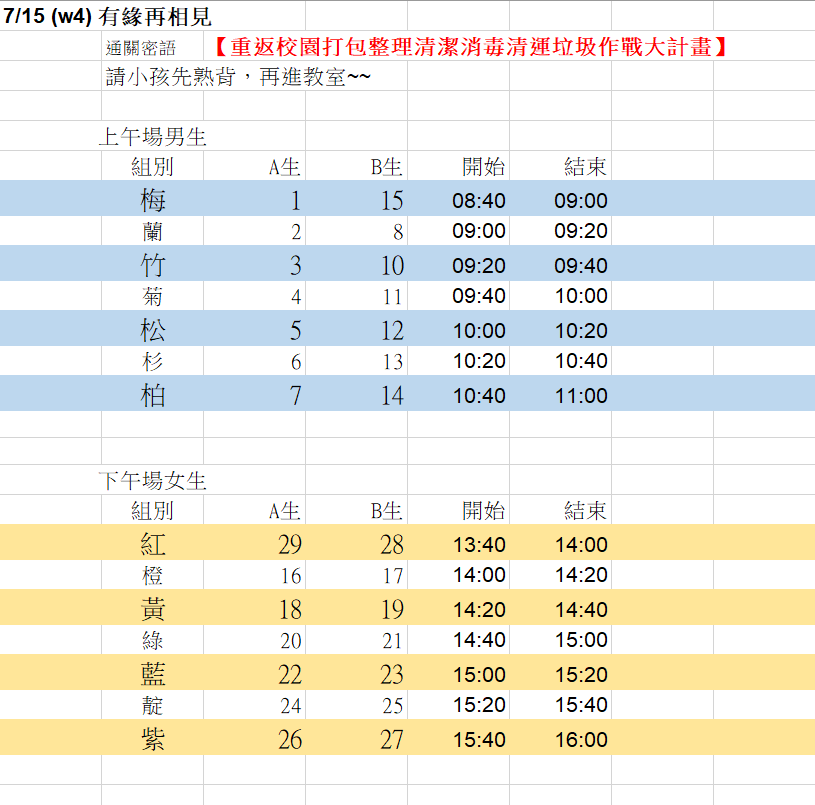 7/15 (w4) 有緣再相見
通關密語 【重返校園打包整理清潔消毒清運垃圾作戰大計畫】
請小孩先熟背，再進教室~~
上午場男生
組別 A生 B生 開始 結束
梅 1 15 08:40 09:00
蘭 2 8 09:00 09:20
竹 3 10 09:20 09:40
菊 4 11 09:40 10:00
松 5 12 10:00 10:20
杉 6 13 10:20 10:40
柏 7 14 10:40 11:00
下午場女生
組別 A生 B生 開始 結束
紅 29 28 13:40 14:00
橙 16 17 14:00 14:20
黃 18 19 14:20 14:40
綠 20 21 14:40 15:00
藍 22 23 15:00 15:20
靛 24 25 15:20 15:40
紫 26 27 15:40 16:00